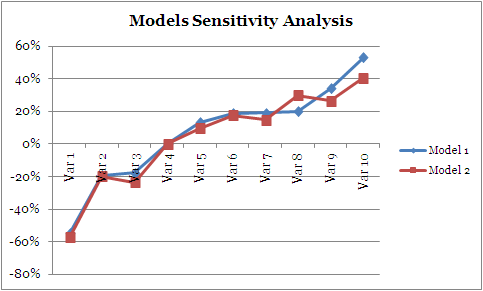 Models Sensitivity Analysis
60%
40%
20%
0%
-20%
-40%
-60%
-80%
Var 1
Var 2
Var 3
Var 4
Var 5
Var 6
Var 7
Var 8
Var 9
Var 10
Model 1
Model 2